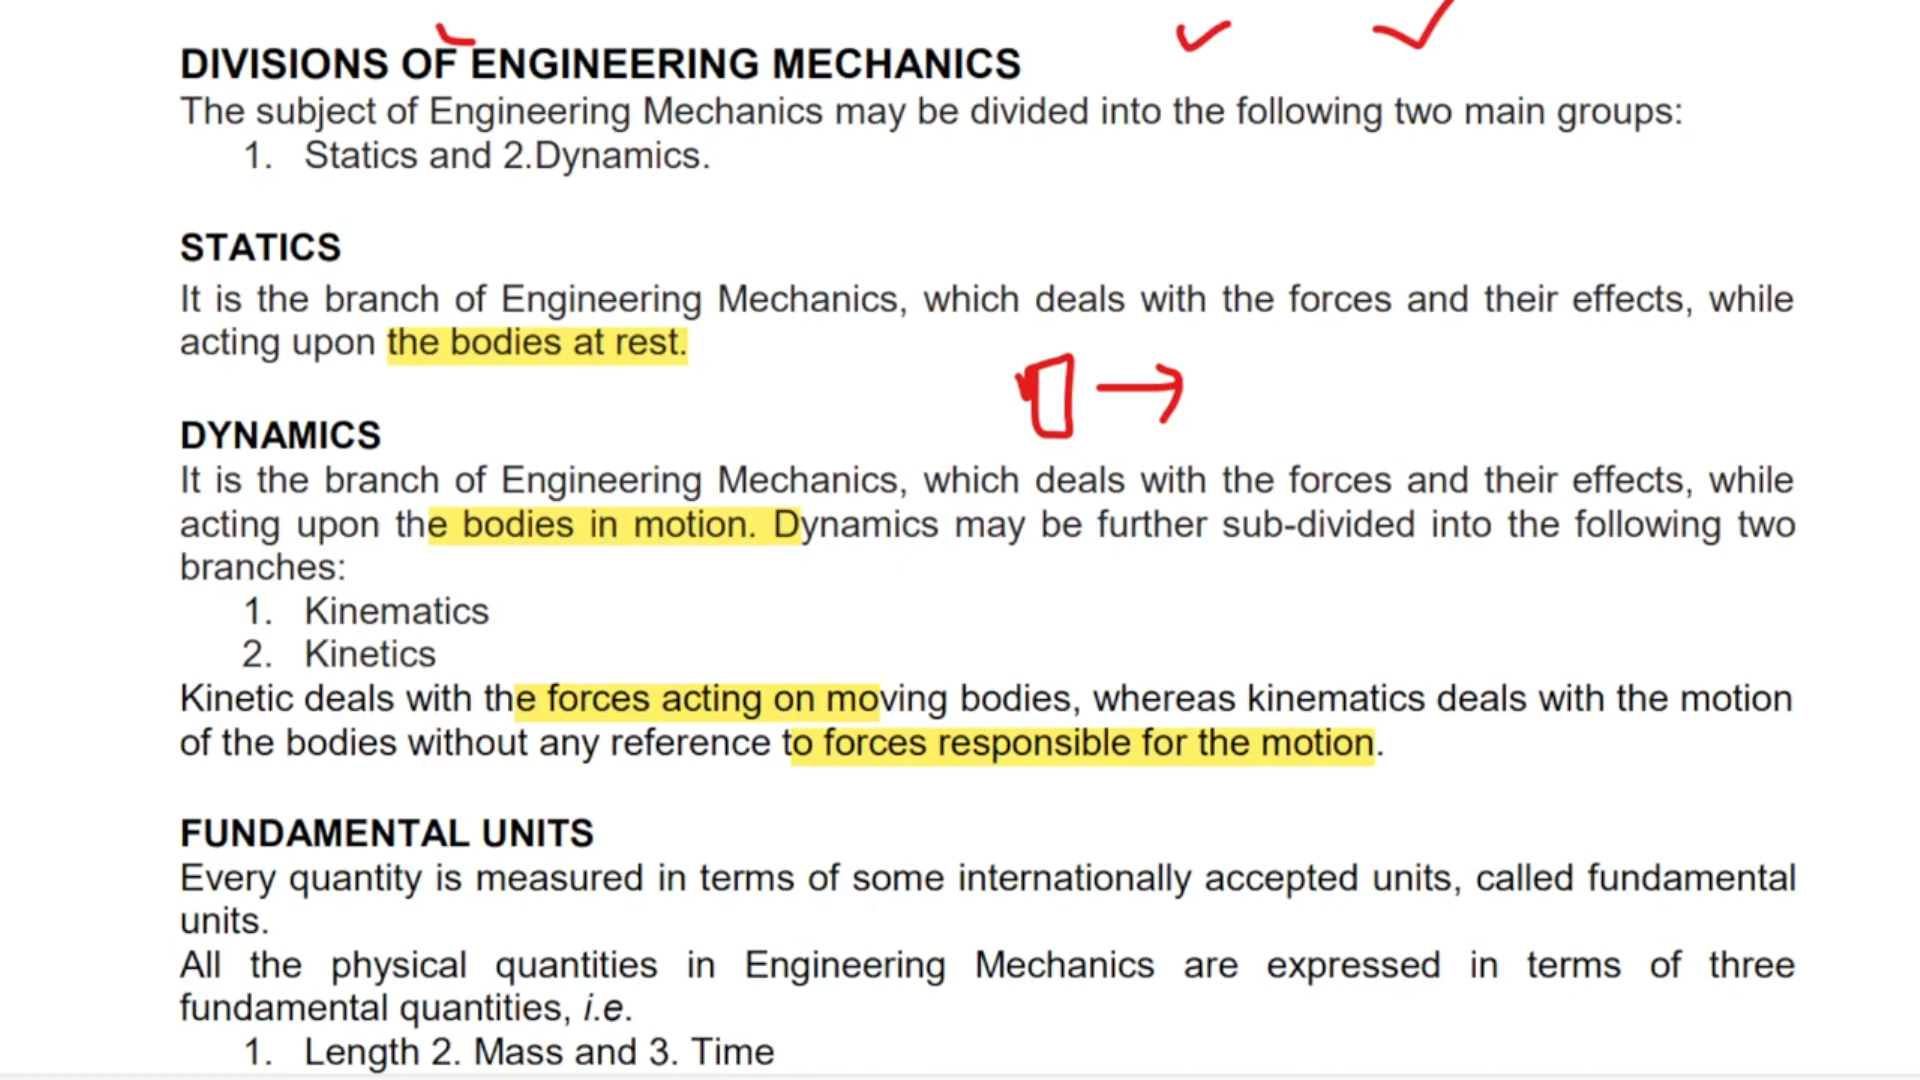 DIVISIONS OF ENGINEERING MECHANICS
The subject of Engineering Mechanics may be divided into the following two main groups:
1. Statics and 2.Dynamics.
STATICS
It is the branch of Engineering Mechanics, which deals with the forces and their effects, while
acting upon the bodies at rest.
DYNAMICS
It is the branch of Engineering Mechanics, which deals with the forces and their effects, while
acting upon the bodies in motion. Dynamics may be further sub-divided into the following two
branches:
1. Kinematics
2. Kinetics
Kinetic deals with the forces acting on moving bodies, whereas kinematics deals with the motion
of the bodies without any reference to forces responsible for the motion.
FUNDAMENTAL UNITS
Every quantity is measured in terms of some internationally accepted units, called fundamental
units.
All the physical quantities in Engineering Mechanics are expressed in terms of three
fundamental quantities, i.e.
1. Length 2. Mass and 3. Time